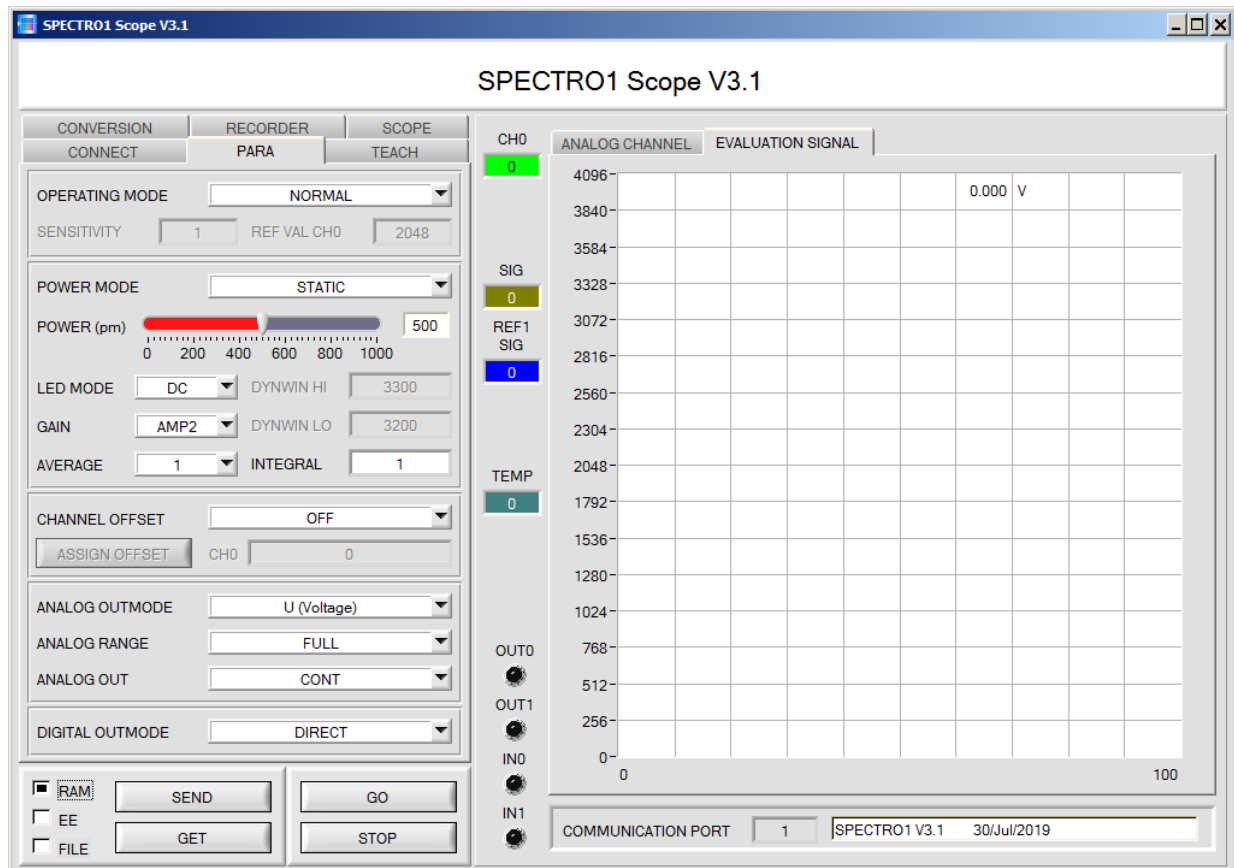 SPECTRO1 Scope V3.1
SPECTRO1 Scope V3.1
CONVERSION RECORDER SCOPE
CONNECT PARA TEACH
OPERATING MODE NORMAL
SENSITIVITY 1 REF VAL CH0 2048
POWER MODE STATIC
POWER (pm) 500
0 200 400 600 800 1000
LED MODE DC DYNWIN HI 3300
GAIN AMP2 DYNWIN LO 3200
AVERAGE 1 INTEGRAL 1
CHANNEL OFFSET OFF
ASSIGN OFFSET CH0 0
ANALOG OUTMODE U (Voltage)
ANALOG RANGE FULL
ANALOG OUT CONT
DIGITAL OUTMODE DIRECT
RAM
EE
FILE
SEND GO
GET STOP
CH0
0
SIG
0
REF1
SIG
0
TEMP
0
OUT0
OUT1
IN0
IN1
ANALOG CHANNEL EVALUATION SIGNAL
0.000 V
4096
3840
3584
3328
3072
2816
2560
2304
2048
1792
1536
1280
1024
768
512
256
0
0 100
COMMUNICATION PORT 1 SPECTRO1 V3.1 30/Jul/2019